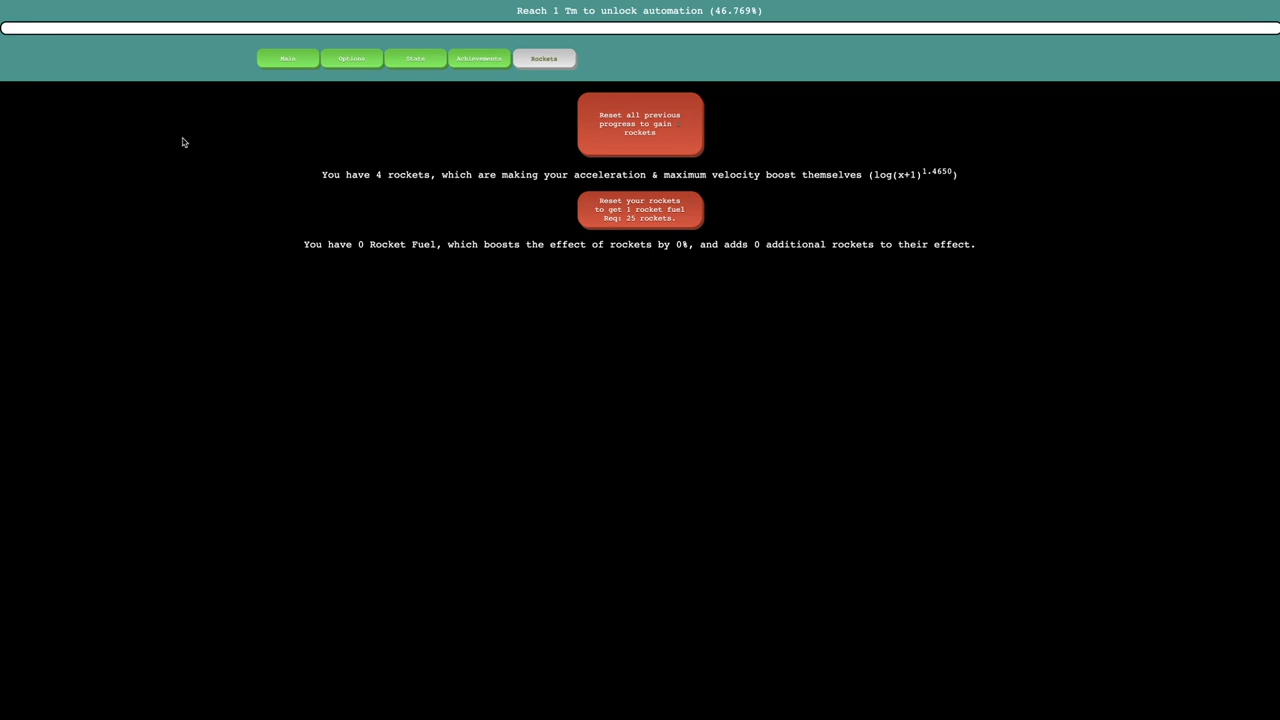 Reach 1 Tm to unlock automation (46.769%)
Main Options Stats Achievements Rockets
Reset all previous
progress to gain
rockets
You have 4 rockets, which are making your acceleration & maximum velocity boost themselves (log(x+1)^1.4650)
Reset your rockets
to get 1 rocket fuel
Req: 25 rockets.
You have 0 Rocket Fuel, which boosts the effect of rockets by 0%, and adds 0 additional rockets to their effect.